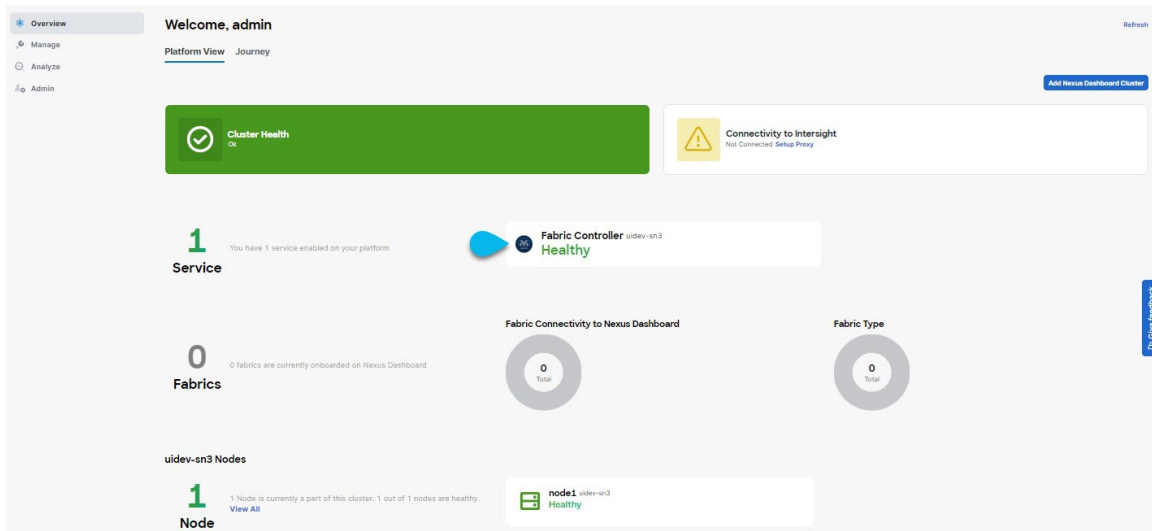 Overview
Manage
Analyze
Admin
Welcome, admin
Refresh
Platform View Journey
Add Nexus Dashboard Cluster
Cluster Health
Ok
Connectivity to Intersight
Not Connected Setup Proxy
1
Service
You have 1 service enabled on your platform
Fabric Controller uidev-sn3
Healthy
Give feedback
0
Fabrics
0 fabrics are currently onboarded on Nexus Dashboard
Fabric Connectivity to Nexus Dashboard
0
Total
Fabric Type
0
Total
uidev-sn3 Nodes
1
Node
1 Node is currently a part of this cluster. 1 out of 1 nodes are healthy.
View All
node1 uidev-sn3
Healthy